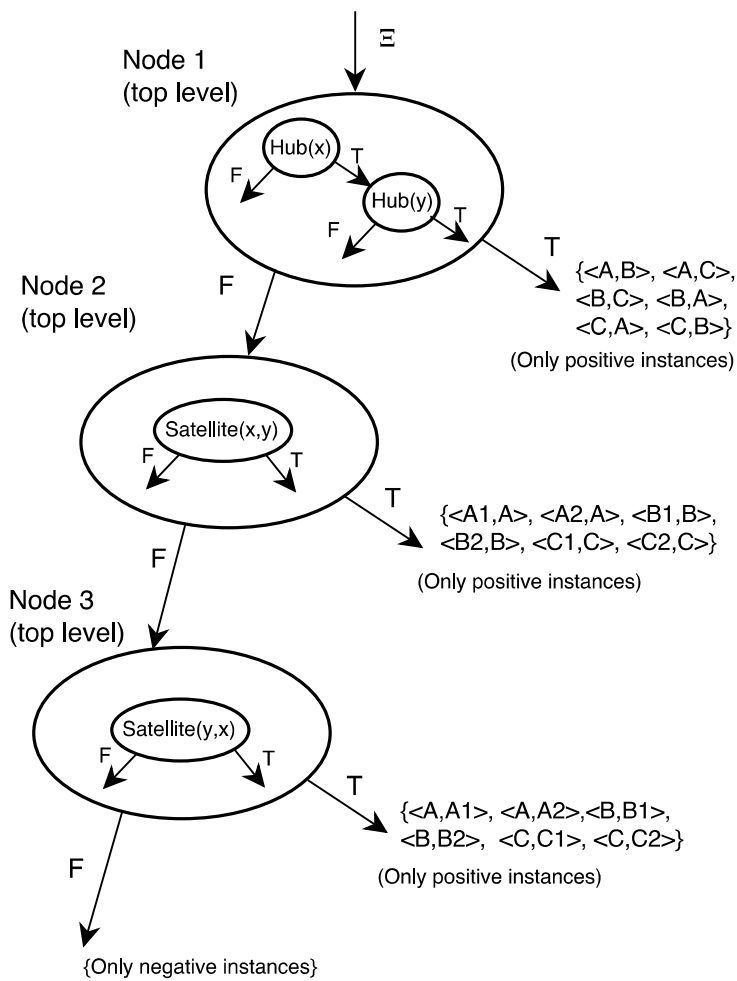 Ξ
Node 1
(top level)
Hub(x)
F
T
Hub(y)
F
T
T
{<A,B>, <A,C>,
<B,C>, <B,A>,
<C,A>, <C,B>}
(Only positive instances)
F
Node 2
(top level)
Satellite(x,y)
F
T
T
{<A1,A>, <A2,A>, <B1,B>,
<B2,B>, <C1,C>, <C2,C>}
(Only positive instances)
F
Node 3
(top level)
Satellite(y,x)
F
T
T
{<A,A1>, <A,A2>,<B,B1>,
<B,B2>, <C,C1>, <C,C2>}
(Only positive instances)
F
{Only negative instances}